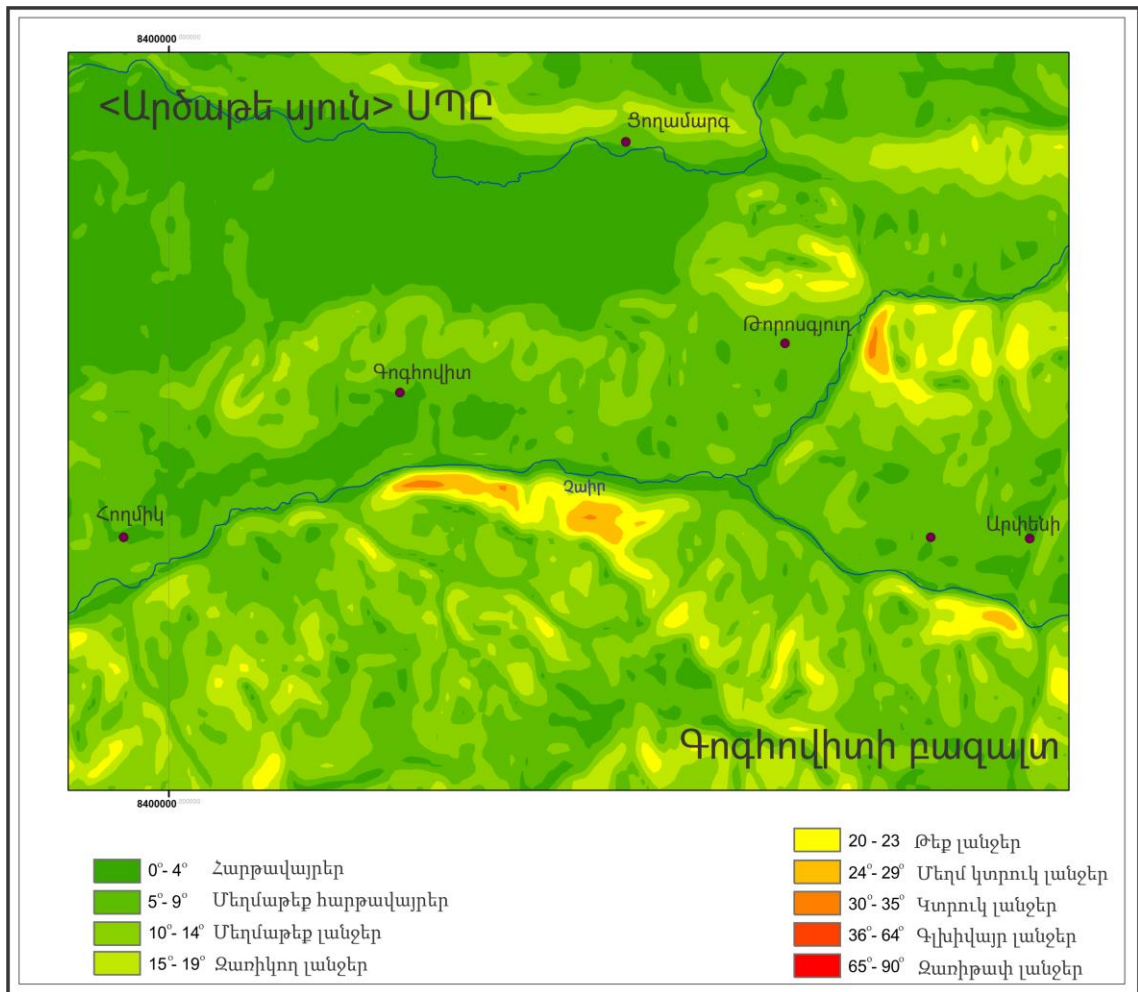 8400000
<Արծաթե սյուն> ՍՊԸ
Ցողամարգ
Թորոսգյուղ
Գոգհովիտ
Չաիր
Հողմիկ
Արփենի
Գոգհովիտի բազալտ
8400000
0°- 4° Հարթավայրեր
5°- 9° Մեղմաթեք հարթավայրեր
10°- 14° Մեղմաթեք լանջեր
15°- 19° Զառիկող լանջեր
20 - 23 Թեք լանջեր
24°- 29° Մեղմ կտրուկ լանջեր
30°- 35° Կտրուկ լանջեր
36°- 64° Գլխիվայր լանջեր
65°- 90° Զառիթափ լանջեր